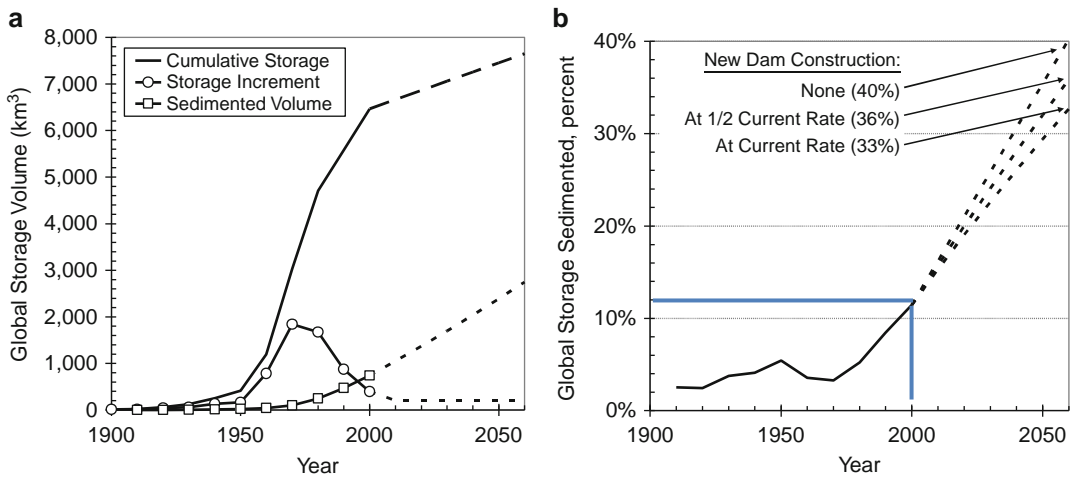 a
8,000
7,000
6,000
5,000
4,000
3,000
2,000
1,000
0
Global Storage Volume (km³)
Cumulative Storage
Storage Increment
Sedimented Volume
1900
1950
2000
2050
Year
b
40%
30%
20%
10%
0%
Global Storage Sedimented, percent
New Dam Construction:
None (40%)
At 1/2 Current Rate (36%)
At Current Rate (33%)
1900
1950
2000
2050
Year